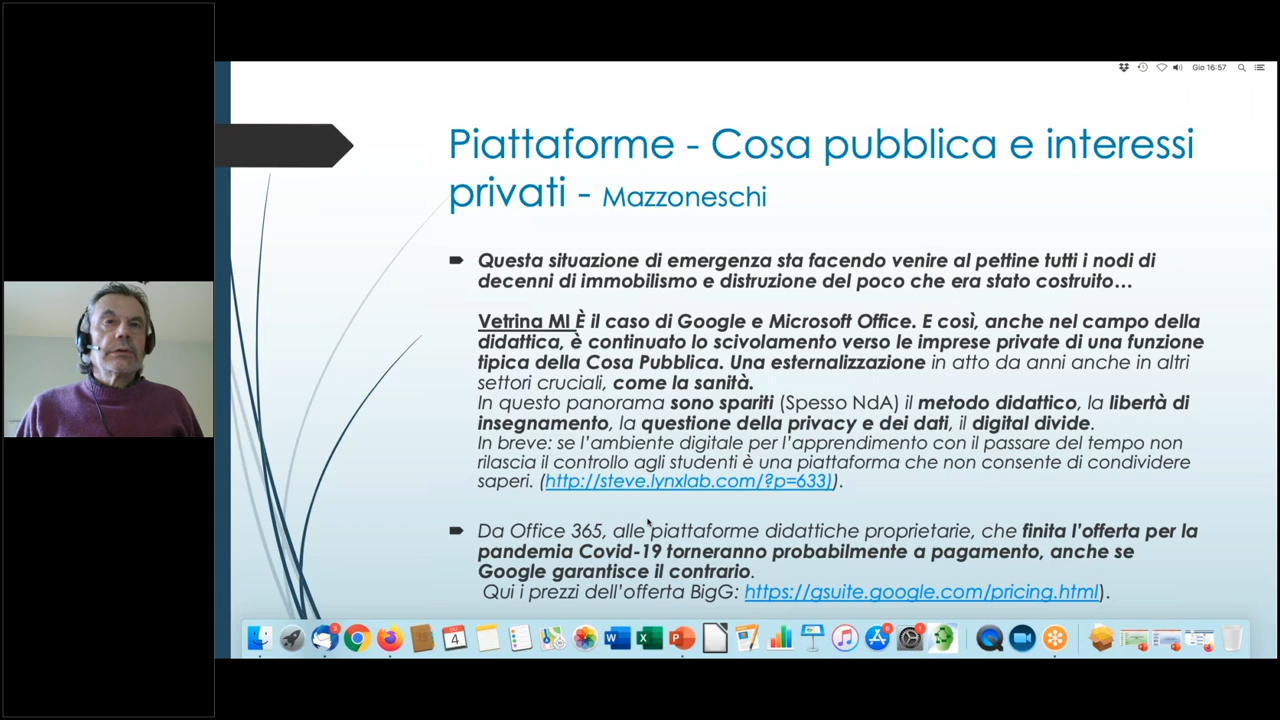 Gio 16:57
Piattaforme - Cosa pubblica e interessi
privati - Mazzoneschi
Questa situazione di emergenza sta facendo venire al pettine tutti i nodi di
decenni di immobilismo e distruzione del poco che era stato costruito…
Vetrina MI È il caso di Google e Microsoft Office. E così, anche nel campo della
didattica, è continuato lo scivolamento verso le imprese private di una funzione
tipica della Cosa Pubblica. Una esternalizzazione in atto da anni anche in altri
settori cruciali, come la sanità.
In questo panorama sono spariti (Spesso NdA) il metodo didattico, la libertà di
insegnamento, la questione della privacy e dei dati, il digital divide.
In breve: se l’ambiente digitale per l’apprendimento con il passare del tempo non
rilascia il controllo agli studenti è una piattaforma che non consente di condividere
saperi. (http://steve.lynxlab.com/?p=633)).
Da Office 365, alle piattaforme didattiche proprietarie, che finita l’offerta per la
pandemia Covid-19 torneranno probabilmente a pagamento, anche se
Google garantisce il contrario.
Qui i prezzi dell’offerta BigG: https://gsuite.google.com/pricing.html).